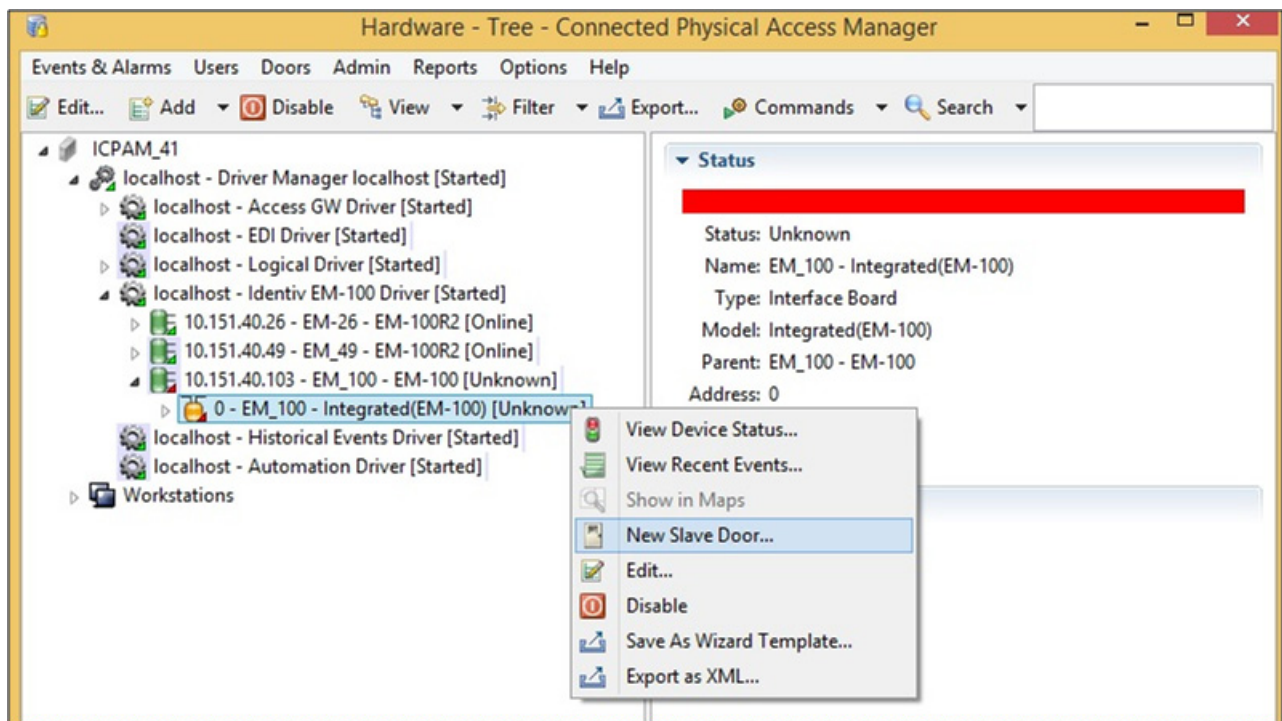 Hardware - Tree - Connected Physical Access Manager
Events & Alarms Users Doors Admin Reports Options Help
Edit... Add Disable View Filter Export... Commands Search
ICPAM_41
localhost - Driver Manager localhost [Started]
localhost - Access GW Driver [Started]
localhost - EDI Driver [Started]
localhost - Logical Driver [Started]
localhost - Identiv EM-100 Driver [Started]
10.151.40.26 - EM-26 - EM-100R2 [Online]
10.151.40.49 - EM_49 - EM-100R2 [Online]
10.151.40.103 - EM_100 - EM-100 [Unknown]
0 - EM_100 - Integrated(EM-100) [Unknown]
localhost - Historical Events Driver [Started]
localhost - Automation Driver [Started]
Workstations
Status
Status: Unknown
Name: EM_100 - Integrated(EM-100)
Type: Interface Board
Model: Integrated(EM-100)
Parent: EM_100 - EM-100
Address: 0
View Device Status...
View Recent Events...
Show in Maps
New Slave Door...
Edit...
Disable
Save As Wizard Template...
Export as XML...